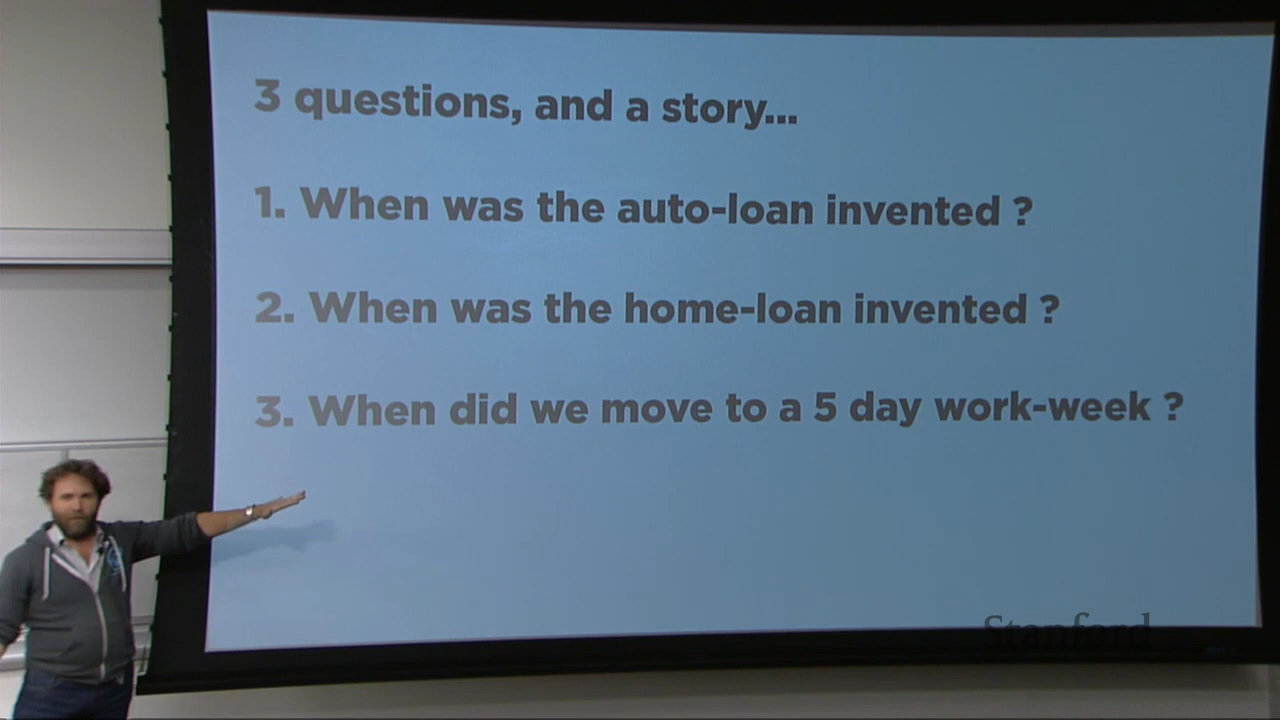 3 questions, and a story...
1. When was the auto-loan invented ?
2. When was the home-loan invented ?
3. When did we move to a 5 day work-week ?
Stanford